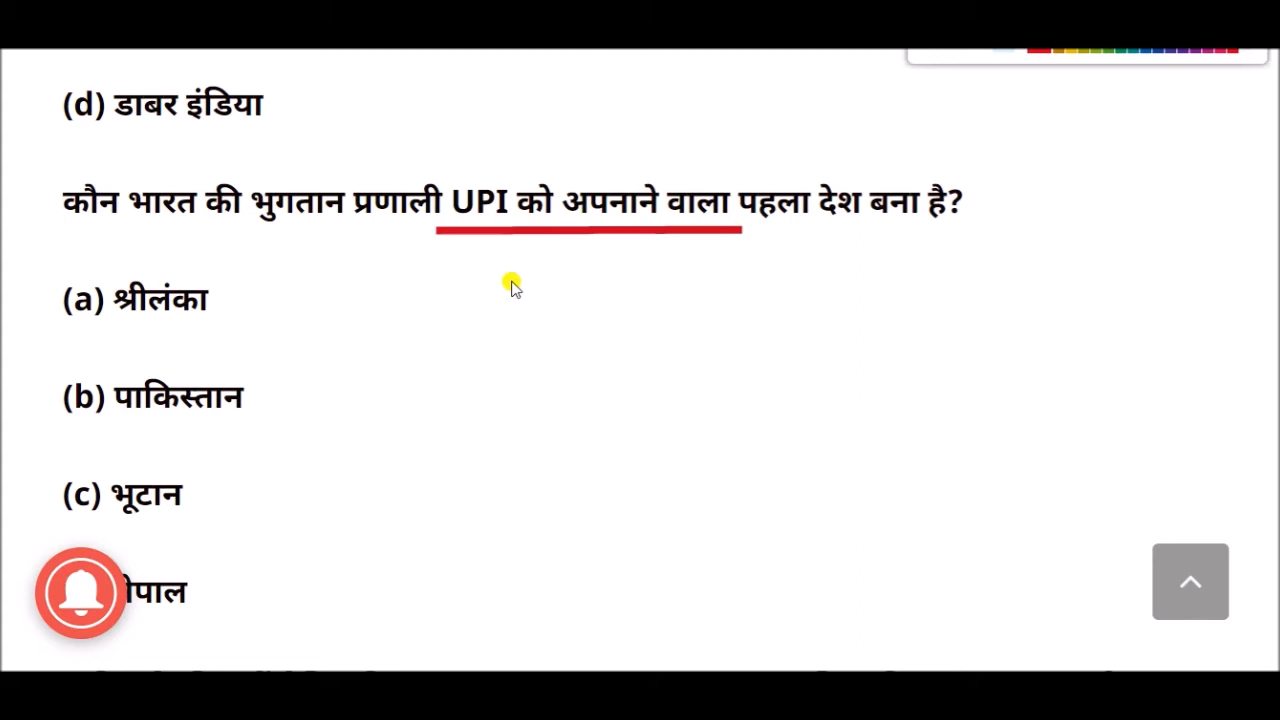 (d) डाबर इंडिया
कौन भारत की भुगतान प्रणाली UPI को अपनाने वाला पहला देश बना है?
(a) श्रीलंका
(b) पाकिस्तान
(c) भूटान